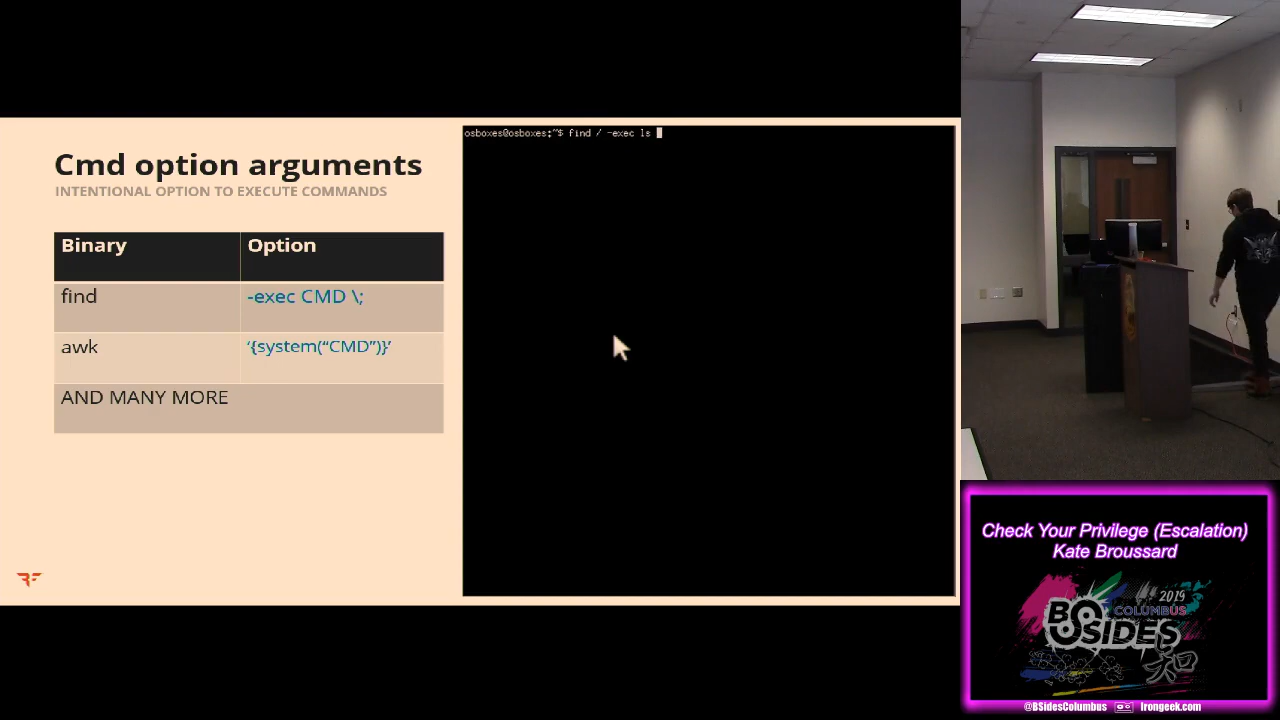 Cmd option arguments
INTENTIONAL OPTION TO EXECUTE COMMANDS
Binary Option
find -exec CMD \;
awk ‘{system(“CMD”)}’
AND MANY MORE
osboxes@osboxes:~$ find / -exec ls
Check Your Privilege (Escalation)
Kate Broussard
2019
COLUMBUS
BSIDES
知
@BSidesColumbus irongeek.com